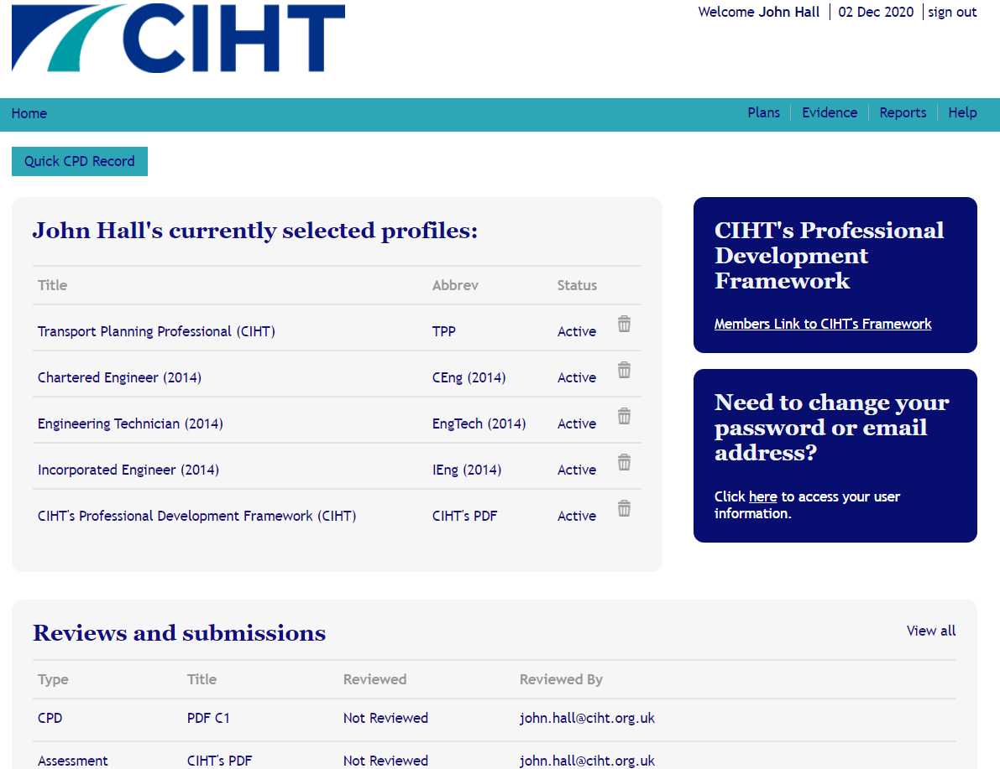 CIHT
Welcome John Hall | 02 Dec 2020 | sign out
Home
Plans | Evidence | Reports | Help
Quick CPD Record
John Hall's currently selected profiles:
Title Abbrev Status
Transport Planning Professional (CIHT) TPP Active
Chartered Engineer (2014) CEng (2014) Active
Engineering Technician (2014) EngTech (2014) Active
Incorporated Engineer (2014) IEng (2014) Active
CIHT's Professional Development Framework (CIHT) CIHT's PDF Active
CIHT's Professional
Development
Framework
Members Link to CIHT's Framework
Need to change your
password or email
address?
Click here to access your user
information.
Reviews and submissions
View all
Type Title Reviewed Reviewed By
CPD PDF C1 Not Reviewed john.hall@ciht.org.uk
Assessment CIHT's PDF Not Reviewed john.hall@ciht.org.uk